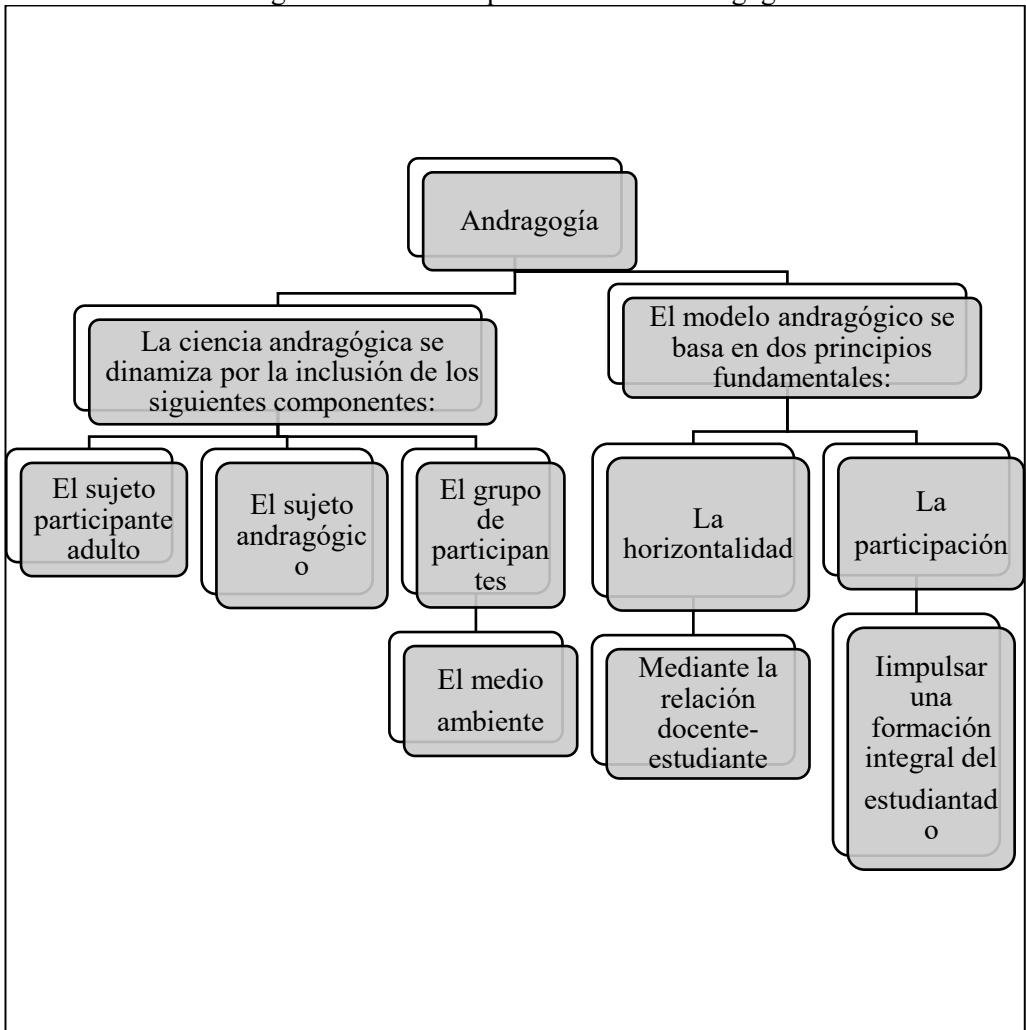 Andragogía
La ciencia andragógica se
dinamiza por la inclusión de los
siguientes componentes:
El modelo andragógico se
basa en dos principios
fundamentales:
El sujeto
participante
adulto
El sujeto
andragógic
o
El grupo
de
participan
tes
La
horizontalidad
La
participación
El medio
ambiente
Mediante la
relación
docente-
estudiante
Iimpulsar
una
formación
integral del
estudiantad
o